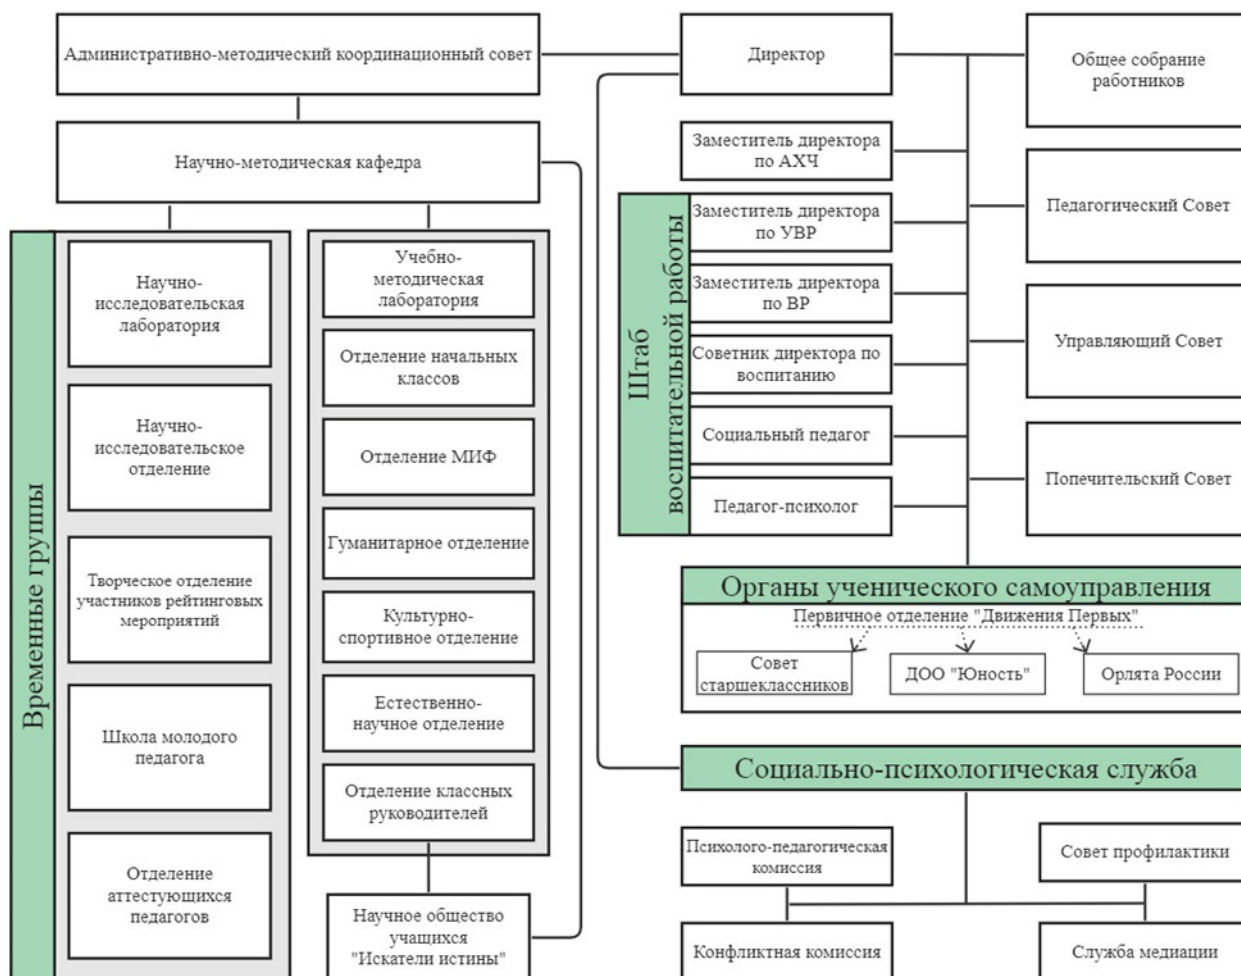 Административно-методический координационный совет
Директор
Общее собрание
работников
Научно-методическая кафедра
Заместитель директора
по АХЧ
Педагогический Совет
Штаб
воспитательной работы
Заместитель директора
по УВР
Заместитель директора
по ВР
Советник директора по
воспитанию
Социальный педагог
Педагог-психолог
Управляющий Совет
Попечительский Совет
Временные группы
Научно-
исследовательская
лаборатория
Научно-
исследовательское
отделение
Творческое отделение
участников рейтинговых
мероприятий
Школа молодого
педагога
Отделение
аттестующихся
педагогов
Учебно-
методическая
лаборатория
Отделение начальных
классов
Отделение МИФ
Гуманитарное отделение
Культурно-
спортивное отделение
Естественно-
научное отделение
Отделение классных
руководителей
Научное общество
учащихся
"Искатели истины"
Органы ученического самоуправления
Первичное отделение "Движения Первых"
Совет
старшеклассников
ДОО "Юность"
Орлята России
Социально-психологическая служба
Психолого-педагогическая
комиссия
Совет профилактики
Конфликтная комиссия
Служба медиации